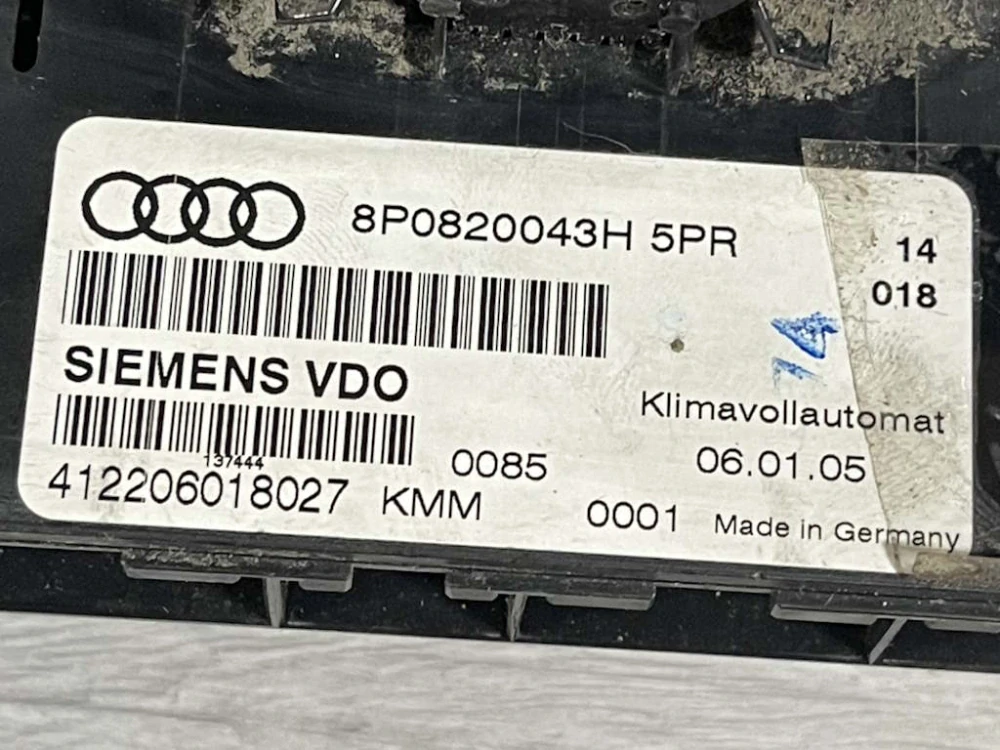 8P0820043H 5PR
14
018
SIEMENS VDO
Klimavollautomat
137444
0085
06.01.05
412206018027 KMM
0001
Made in Germany